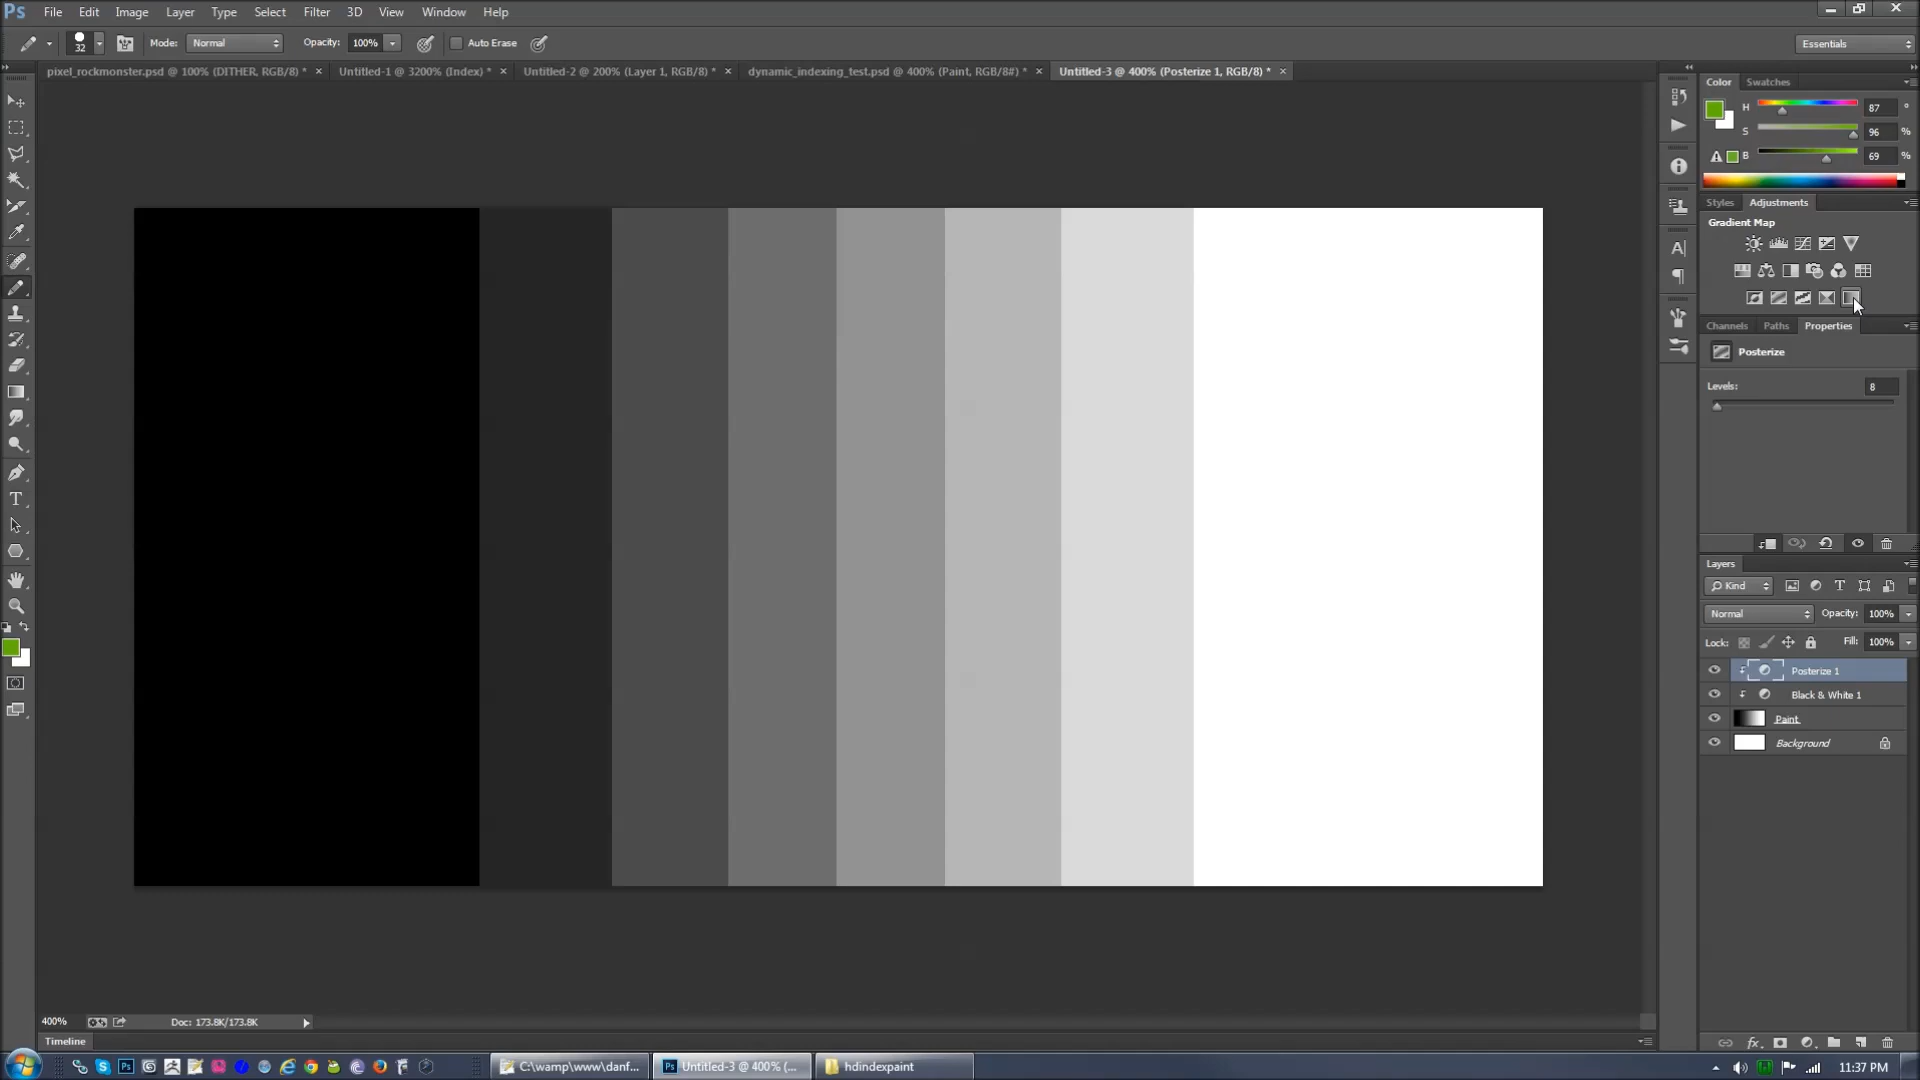 Ps File Edit Image Layer Type Select Filter 3D View Window Help
32 Mode: Normal Opacity: 100% Auto Erase Essentials
pixel_rockmonster.psd @ 100% (DITHER, RGB/8) * × Untitled-1 @ 3200% (Index) * × Untitled-2 @ 200% (Layer 1, RGB/8) * × dynamic_indexing_test.psd @ 400% (Paint, RGB/8#) * × Untitled-3 @ 400% (Posterize 1, RGB/8) * ×
Color Swatches
H 87 °
S 96 %
B 69 %
Styles Adjustments
Gradient Map
Channels Paths Properties
Posterize
Levels: 8
Layers
Kind
Normal Opacity: 100%
Lock: Fill: 100%
Posterize 1
Black & White 1
Paint
Background
400% Doc: 173.8K/173.8K
Timeline
C:\wamp\www\danf... Untitled-3 @ 400% (... hdindexpaint 11:37 PM